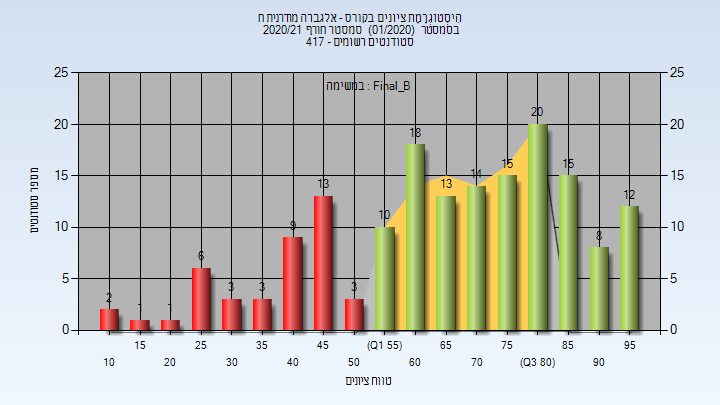 הִיסְטוֹגְרָמַת ציונים בקורס - אלגברה מודרנית ח
בסמסטר (01/2020) סמסטר חורף 2020/21
סטודנטים רשומים - 417
במשימה : Final_B
25 25
20 20
15 15
10 10
5 5
0 0
מספר סטודנטים
2 1 1 6 3 3 9 13 3 10 18 13 14 15 20 15 8 12
15 25 35 45 (Q1 55) 65 75 85 95
10 20 30 40 50 60 70 (Q3 80) 90
טווח ציונים